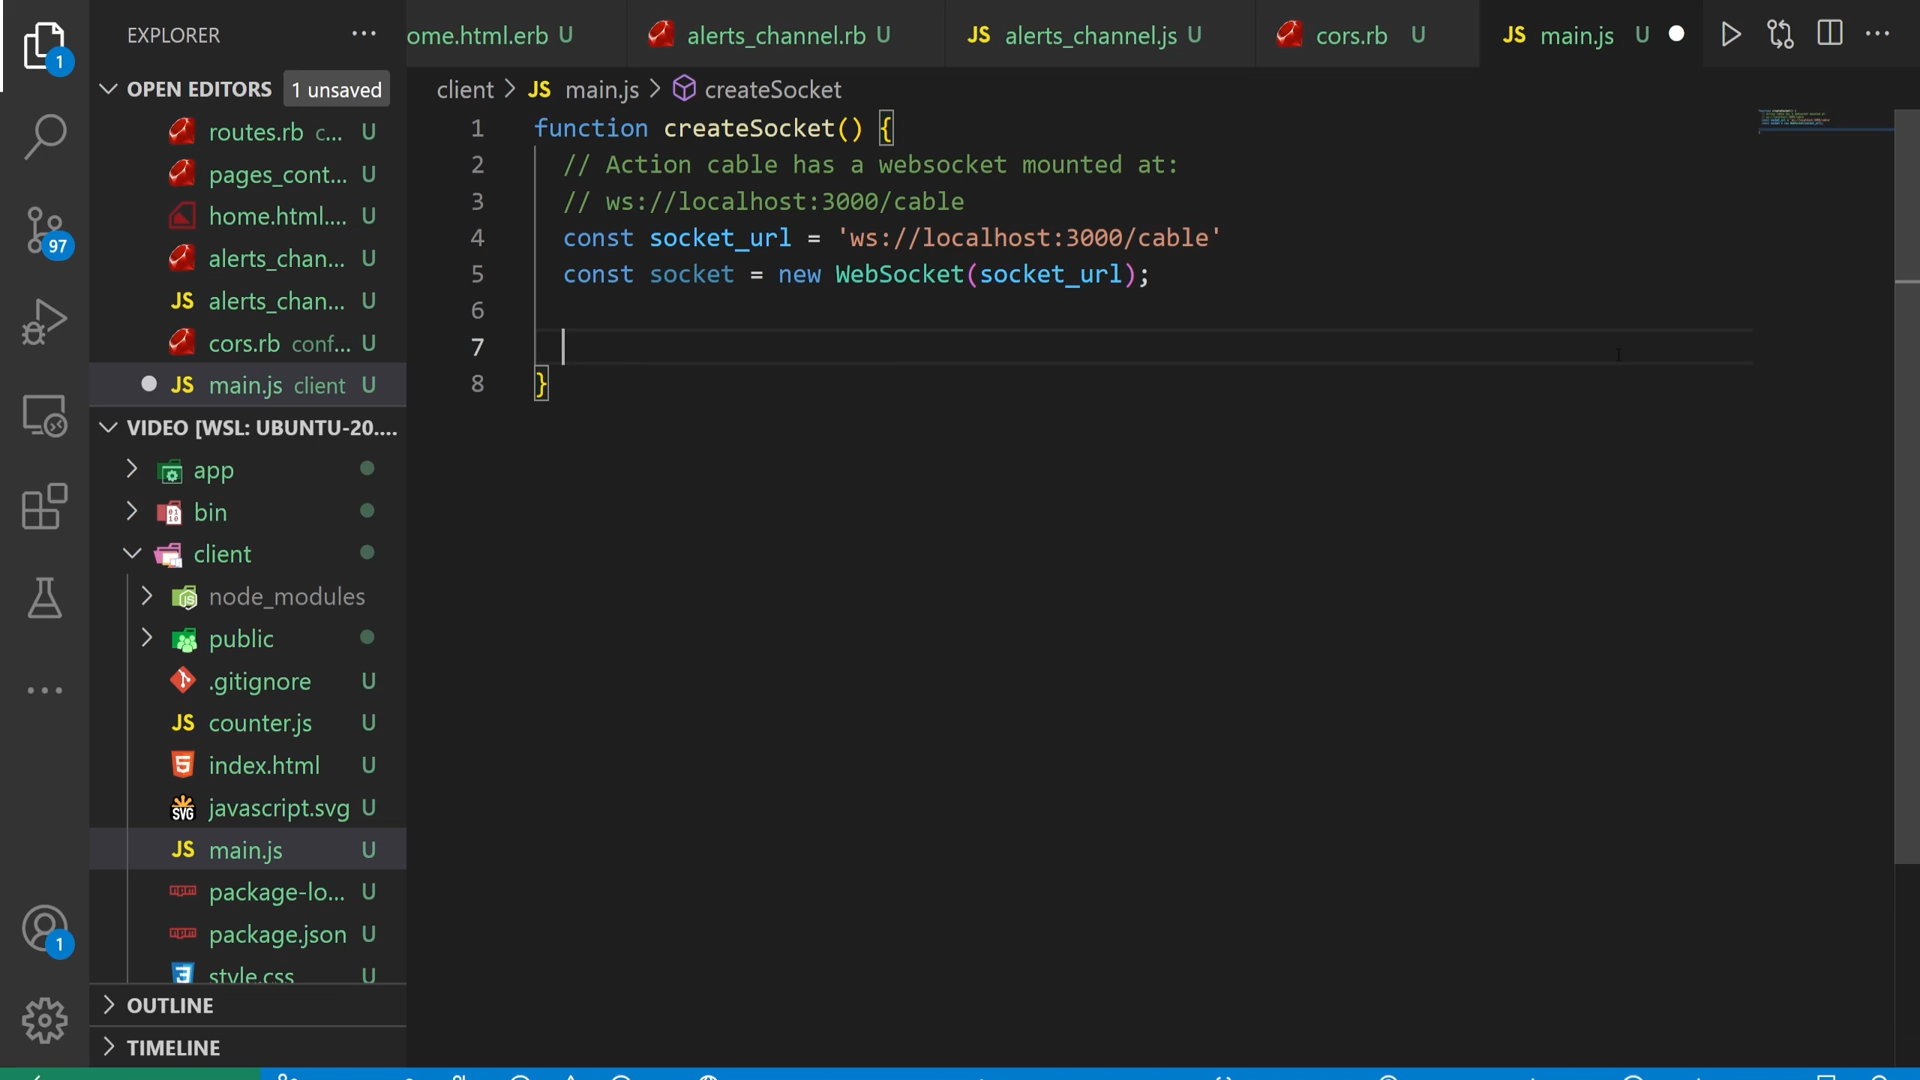 EXPLORER
ome.html.erb U
alerts_channel.rb U
JS alerts_channel.js U
cors.rb U
JS main.js U
OPEN EDITORS 1 unsaved
routes.rb c... U
pages_cont... U
home.html.... U
alerts_chan... U
JS alerts_chan... U
cors.rb conf... U
JS main.js client U
VIDEO [WSL: UBUNTU-20....
app
bin
client
node_modules
public
.gitignore U
JS counter.js U
index.html U
SVG javascript.svg U
JS main.js U
package-lo... U
package.json U
style.css U
OUTLINE
TIMELINE
1
97
1
client > JS main.js > createSocket
1 function createSocket() {
2 // Action cable has a websocket mounted at:
3 // ws://localhost:3000/cable
4 const socket_url = 'ws://localhost:3000/cable'
5 const socket = new WebSocket(socket_url);
6
7
8 }